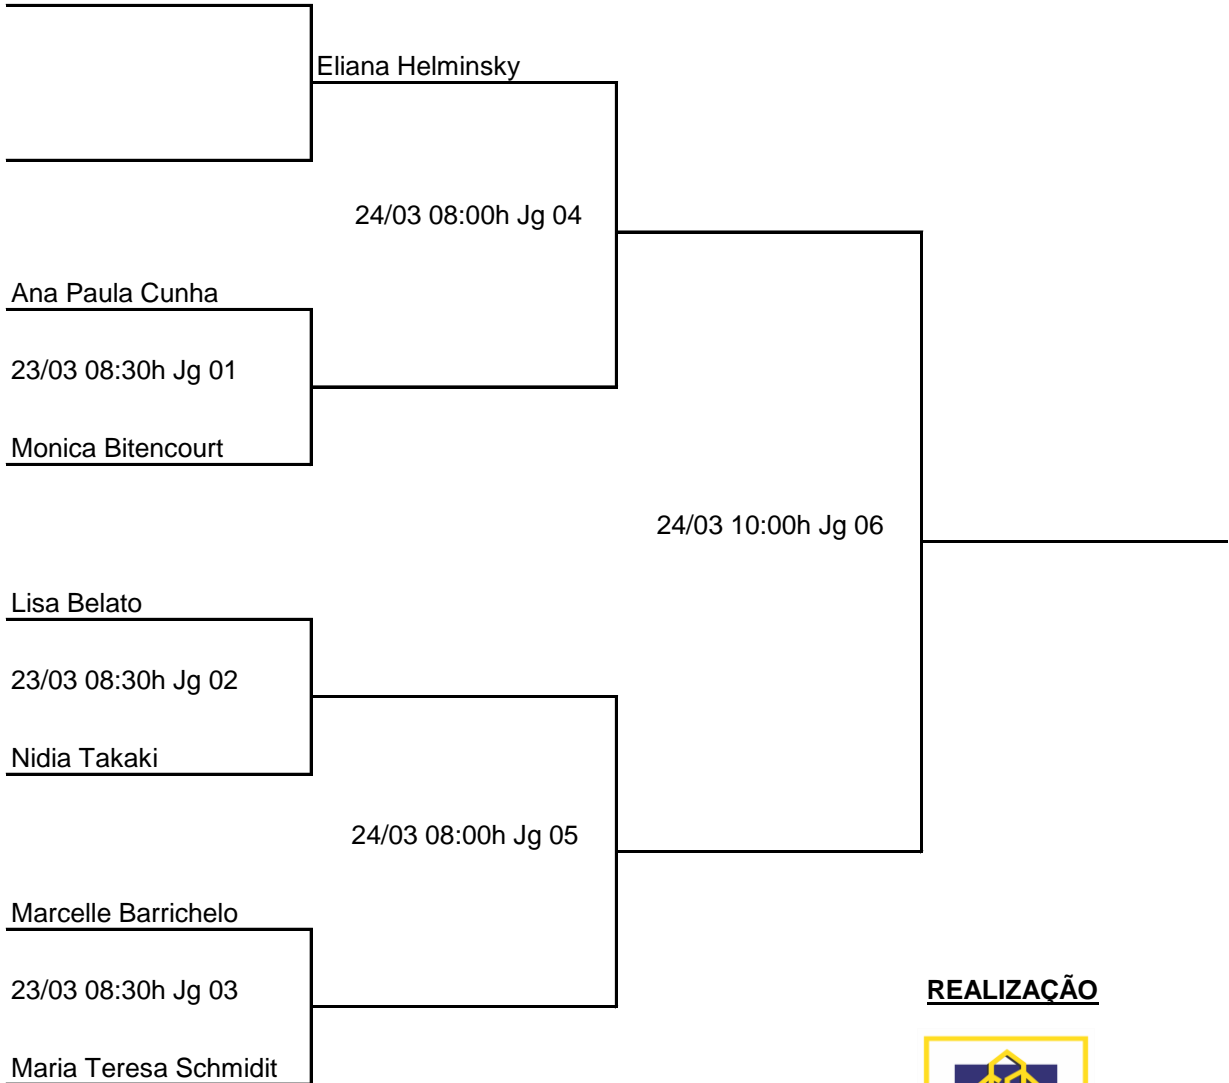 Eliana Helminsky
24/03 08:00h Jg 04
Ana Paula Cunha
23/03 08:30h Jg 01
Monica Bitencourt
24/03 10:00h Jg 06
Lisa Belato
23/03 08:30h Jg 02
Nidia Takaki
24/03 08:00h Jg 05
Marcelle Barrichelo
23/03 08:30h Jg 03
REALIZAÇÃO
Maria Teresa Schmidit